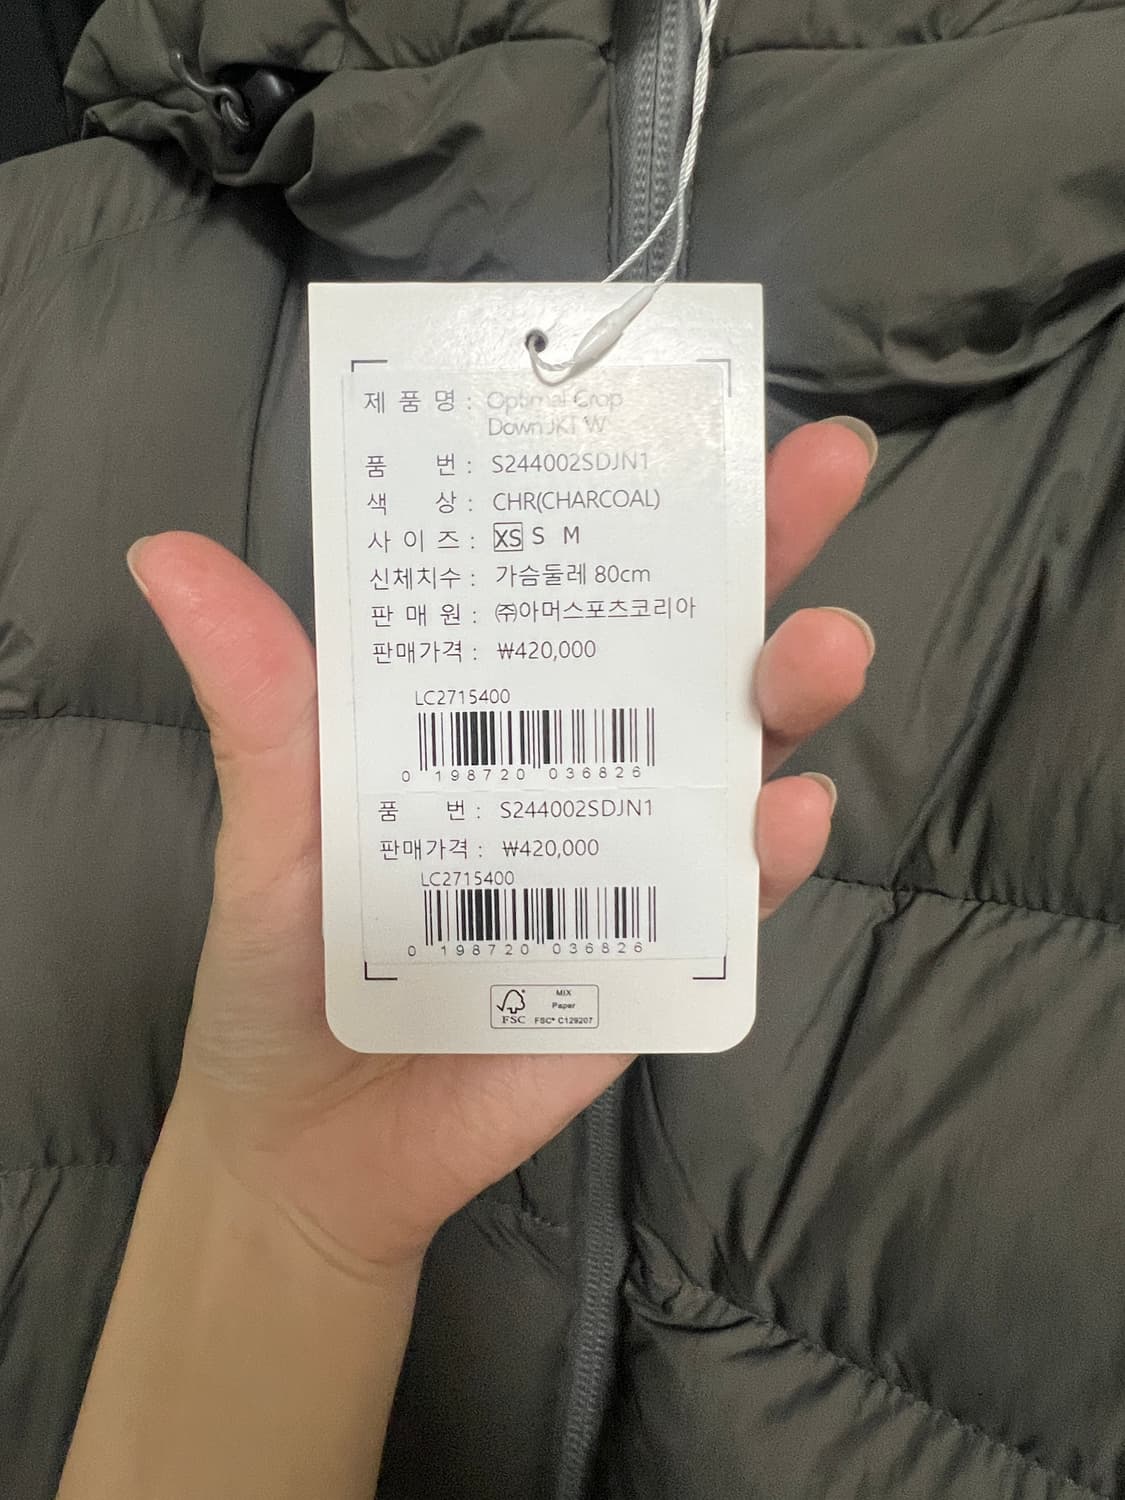 제 품 명 : Optimal Crop
Down JKT W
품 번 : S244002SDJN1
색 상 : CHR(CHARCOAL)
사 이 즈 : XS S M
신체치수 : 가슴둘레 80cm
판 매 원 : ㈜아머스포츠코리아
판매가격 : ₩420,000
LC2715400
0 198720 036826
품 번 : S244002SDJN1
판매가격 : ₩420,000
LC2715400
0 198720 036826
MIX
Paper
FSC FSC® C129207